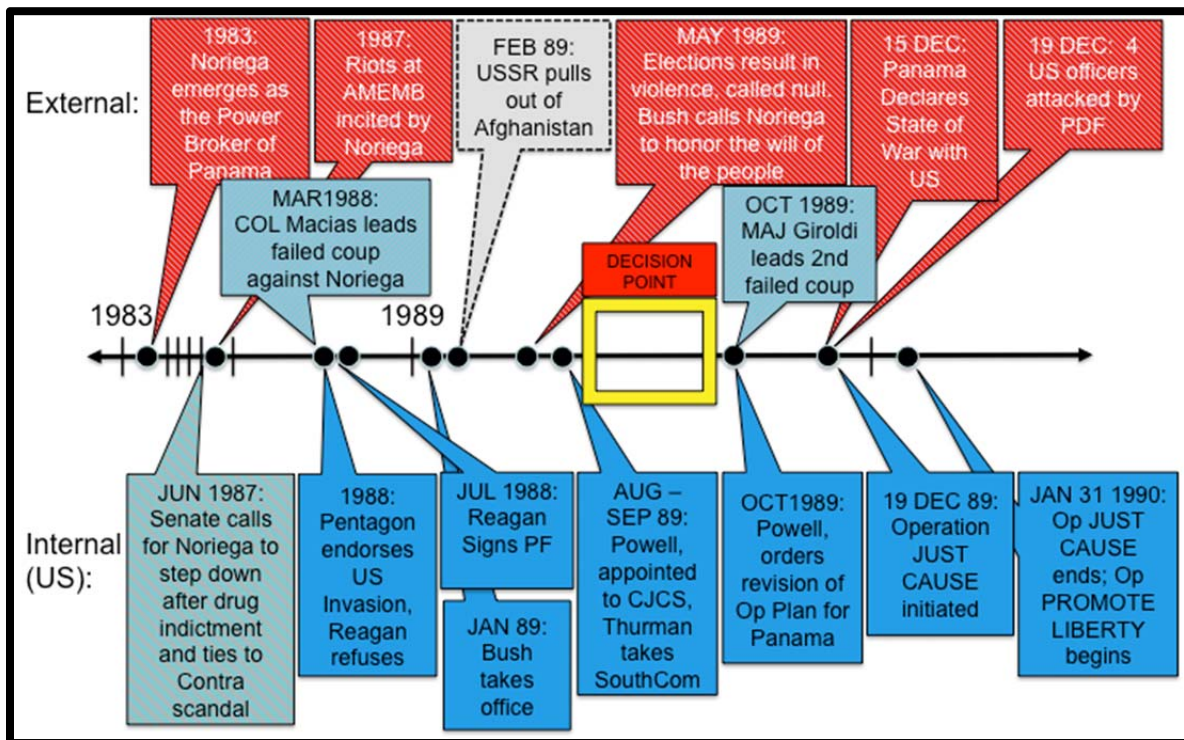 External:
1983:
Noriega
emerges as
the Power
Broker of
Panama
1987:
Riots at
AMEMB
incited by
Noriega
FEB 89:
USSR pulls
out of
Afghanistan
MAY 1989:
Elections result in
violence, called null.
Bush calls Noriega
to honor the will of
the people
15 DEC:
Panama
Declares
State of
War with
US
19 DEC:  4
US officers
attacked by
PDF
MAR1988:
COL Macias leads
failed coup
against Noriega
DECISION
POINT
OCT 1989:
MAJ Giroldi
leads 2nd
failed coup
1983
1989
Internal
(US):
JUN 1987:
Senate calls
for Noriega to
step down
after drug
indictment
and ties to
Contra
scandal
1988:
Pentagon
endorses
US
Invasion,
Reagan
refuses
JUL 1988:
Reagan
Signs PF
JAN 89:
Bush
takes
office
AUG –
SEP 89:
Powell,
appointed
to CJCS,
Thurman
takes
SouthCom
OCT1989:
Powell,
orders
revision of
Op Plan for
Panama
19 DEC 89:
Operation
JUST
CAUSE
initiated
JAN 31 1990:
Op JUST
CAUSE
ends; Op
PROMOTE
LIBERTY
begins